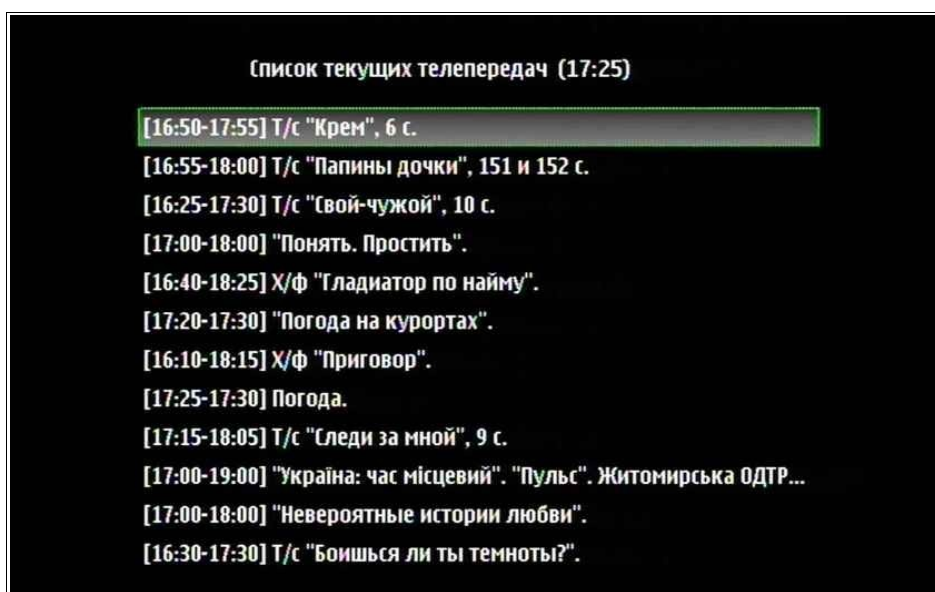 Список текущих телепередач (17:25)
[16:50-17:55] Т/с "Крем", 6 с.
[16:55-18:00] Т/с "Папины дочки", 151 и 152 с.
[16:25-17:30] Т/с "Свой-чужой", 10 с.
[17:00-18:00] "Понять. Простить".
[16:40-18:25] Х/ф "Гладиатор по найму".
[17:20-17:30] "Погода на курортах".
[16:10-18:15] Х/ф "Приговор".
[17:25-17:30] Погода.
[17:15-18:05] Т/с "Следи за мной", 9 с.
[17:00-19:00] "Україна: час місцевий". "Пульс". Житомирська ОДТР...
[17:00-18:00] "Невероятные истории любви".
[16:30-17:30] Т/с "Боишься ли ты темноты?".